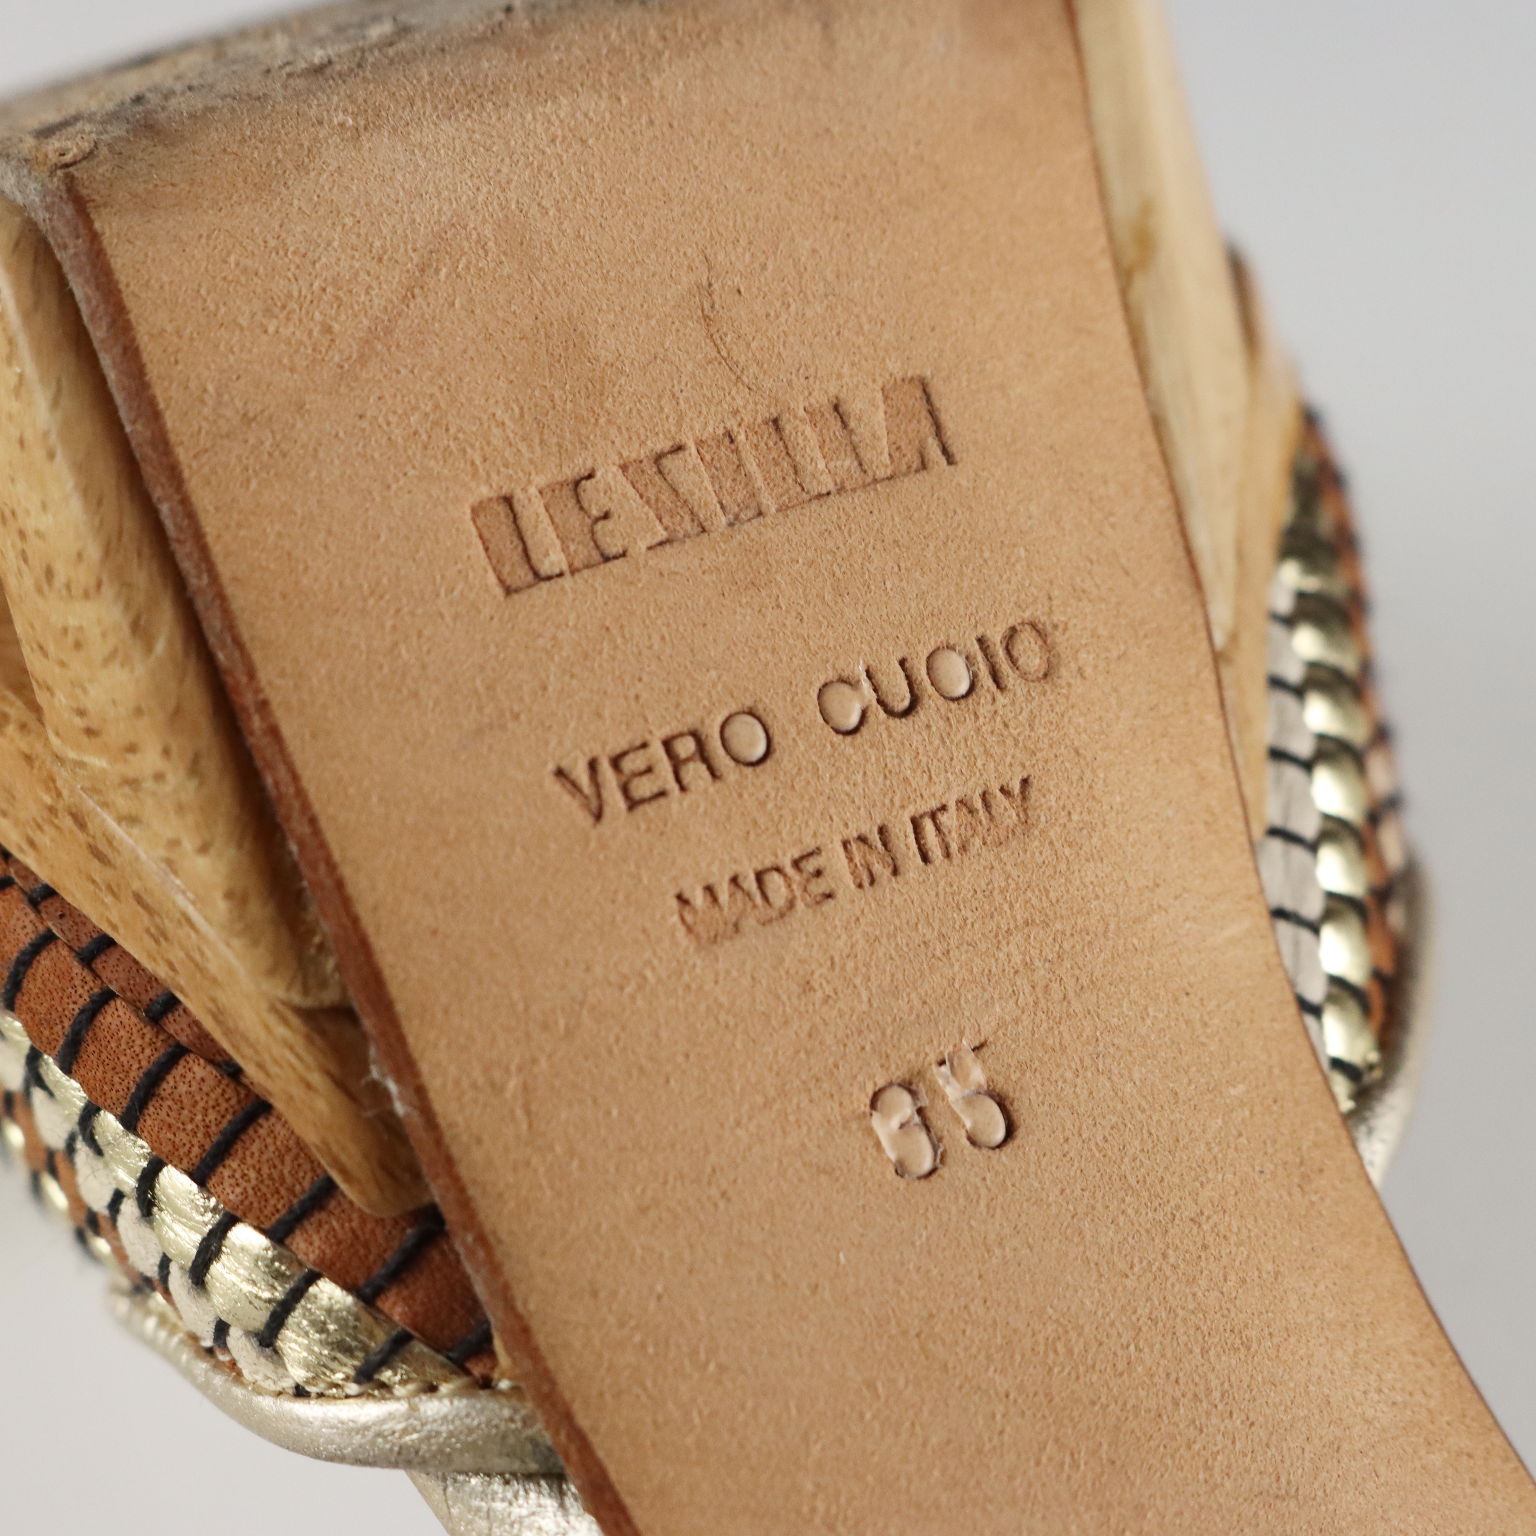 LE SILLA
VERO CUOIO
MADE IN ITALY
35